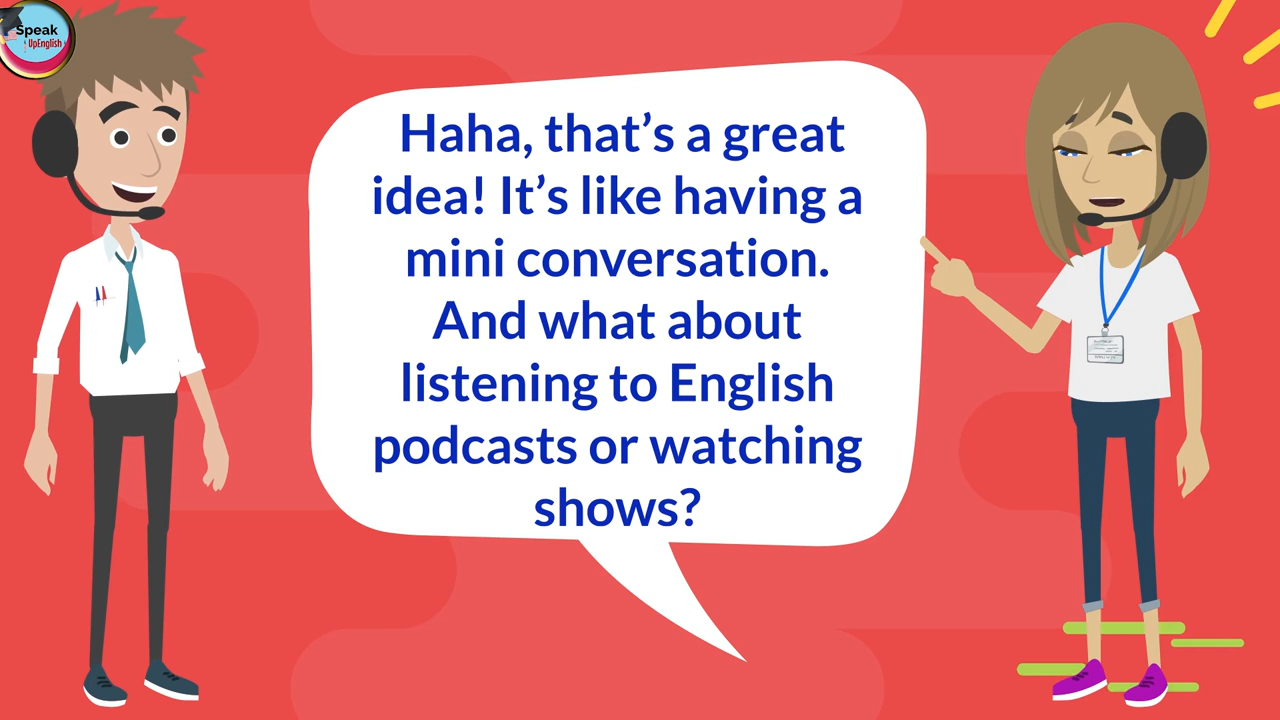 Speak
UpEnglish
Haha, that’s a great
idea! It’s like having a
mini conversation.
And what about
listening to English
podcasts or watching
shows?